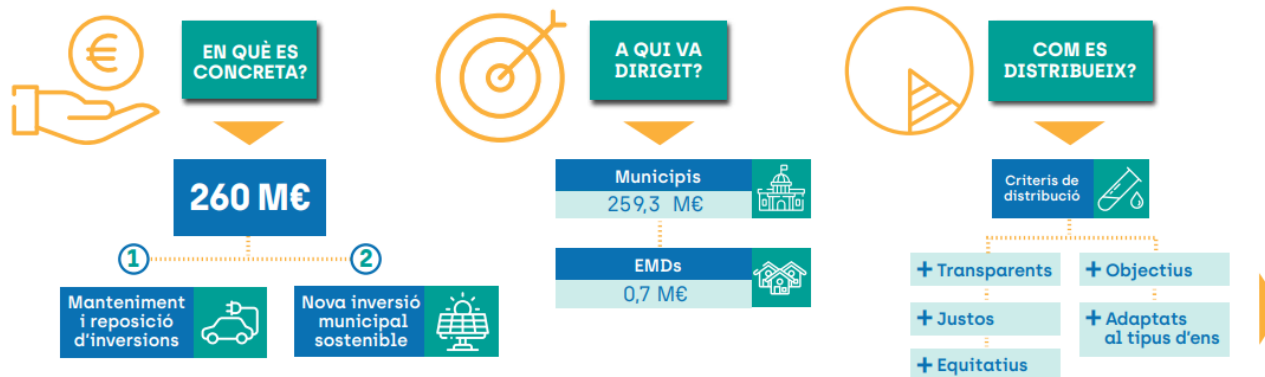 EN QUÈ ES
CONCRETA?
260 M€
1
2
Manteniment
i reposició
d'inversions
Nova inversió
municipal
sostenible
A QUI VA
DIRIGIT?
Municipis
259,3 M€
EMDs
0,7 M€
COM ES
DISTRIBUEIX?
Criteris de
distribució
+ Transparents
+ Objectius
+ Justos
+ Adaptats
al tipus d'ens
+ Equitatius